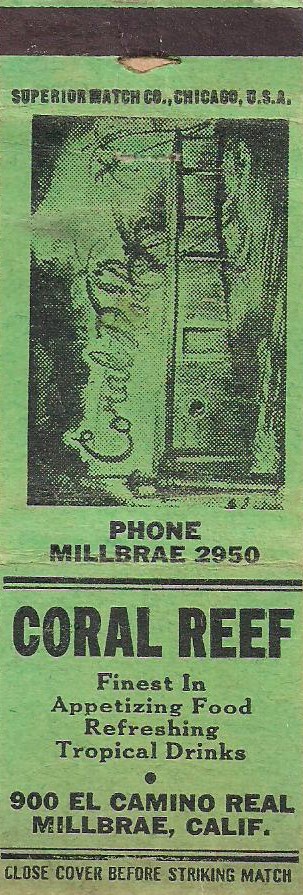 SUPERIOR MATCH CO., CHICAGO, U.S.A.
Coral Reef
PHONE
MILLBRAE 2950
CORAL REEF
Finest In
Appetizing Food
Refreshing
Tropical Drinks
●
900 EL CAMINO REAL
MILLBRAE, CALIF.
CLOSE COVER BEFORE STRIKING MATCH